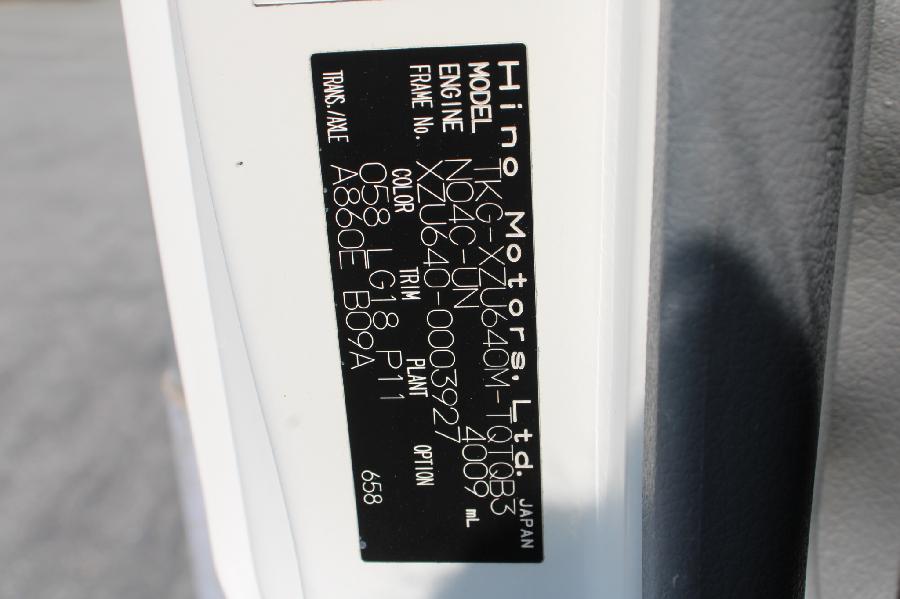 Hino Motors, Ltd. JAPAN
MODEL TKG-XZU640M-TQTQB3
ENGINE N04C-UN 4009 mL
FRAME No. XZU640-0003927
COLOR TRIM PLANT OPTION
058 LG18 P11
TRANS./AXLE A860E B09A 658